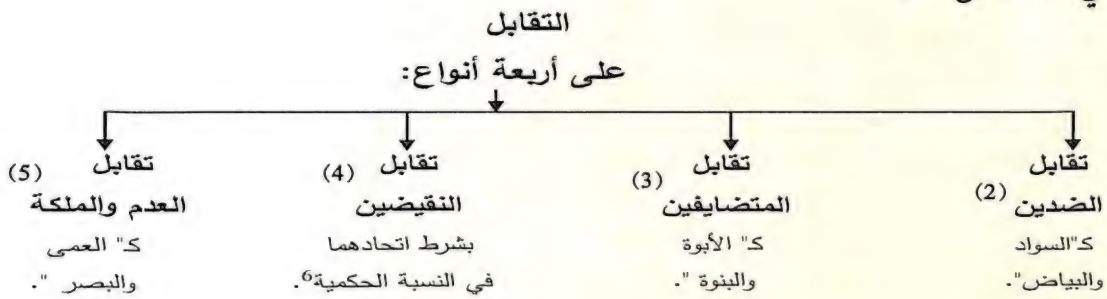 التقابل
على أربعة أنواع:
تقابل الضدين (2)
كـ"السواد
والبياض".
تقابل المتضايفين (3)
كـ" الأبوة
والبنوة ".
تقابل النقيضين (4)
بشرط اتحادهما
في النسبة الحكمية6.
تقابل العدم والملكة (5)
كـ" العمى
والبصر ".